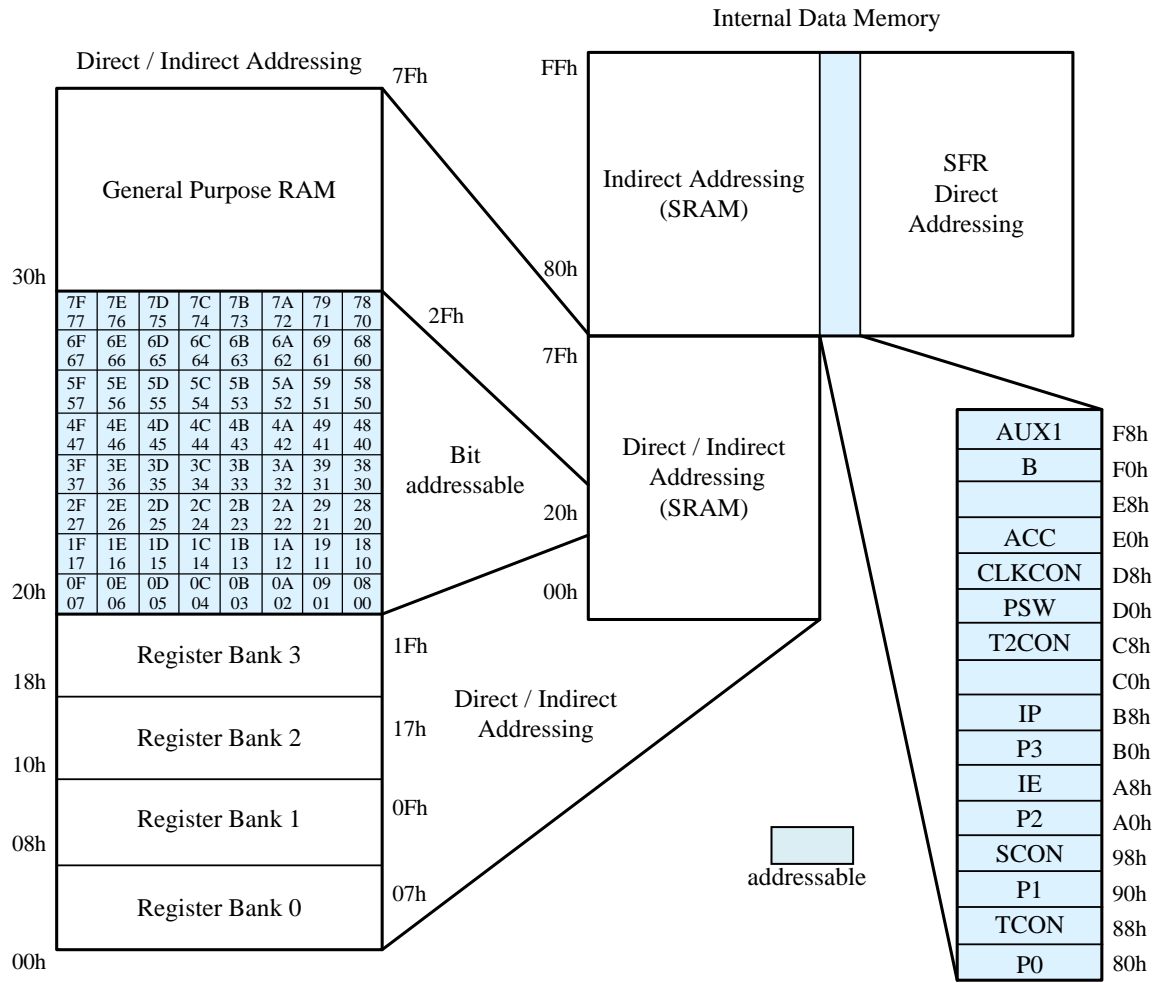 Internal Data Memory
Direct / Indirect Addressing
7Fh
General Purpose RAM
30h
7F 7E 7D 7C 7B 7A 79 78
77 76 75 74 73 72 71 70
6F 6E 6D 6C 6B 6A 69 68
67 66 65 64 63 62 61 60
5F 5E 5D 5C 5B 5A 59 58
57 56 55 54 53 52 51 50
4F 4E 4D 4C 4B 4A 49 48
47 46 45 44 43 42 41 40
3F 3E 3D 3C 3B 3A 39 38
37 36 35 34 33 32 31 30
2F 2E 2D 2C 2B 2A 29 28
27 26 25 24 23 22 21 20
1F 1E 1D 1C 1B 1A 19 18
17 16 15 14 13 12 11 10
0F 0E 0D 0C 0B 0A 09 08
07 06 05 04 03 02 01 00
20h
2Fh
Bit
addressable
Register Bank 3
1Fh
18h
Register Bank 2
17h
10h
Register Bank 1
0Fh
08h
Register Bank 0
07h
00h
Direct / Indirect
Addressing
FFh
Indirect Addressing
(SRAM)
80h
SFR
Direct
Addressing
7Fh
Direct / Indirect
Addressing
(SRAM)
20h
00h
addressable
AUX1 F8h
B F0h
E8h
ACC E0h
CLKCON D8h
PSW D0h
T2CON C8h
C0h
IP B8h
P3 B0h
IE A8h
P2 A0h
SCON 98h
P1 90h
TCON 88h
P0 80h